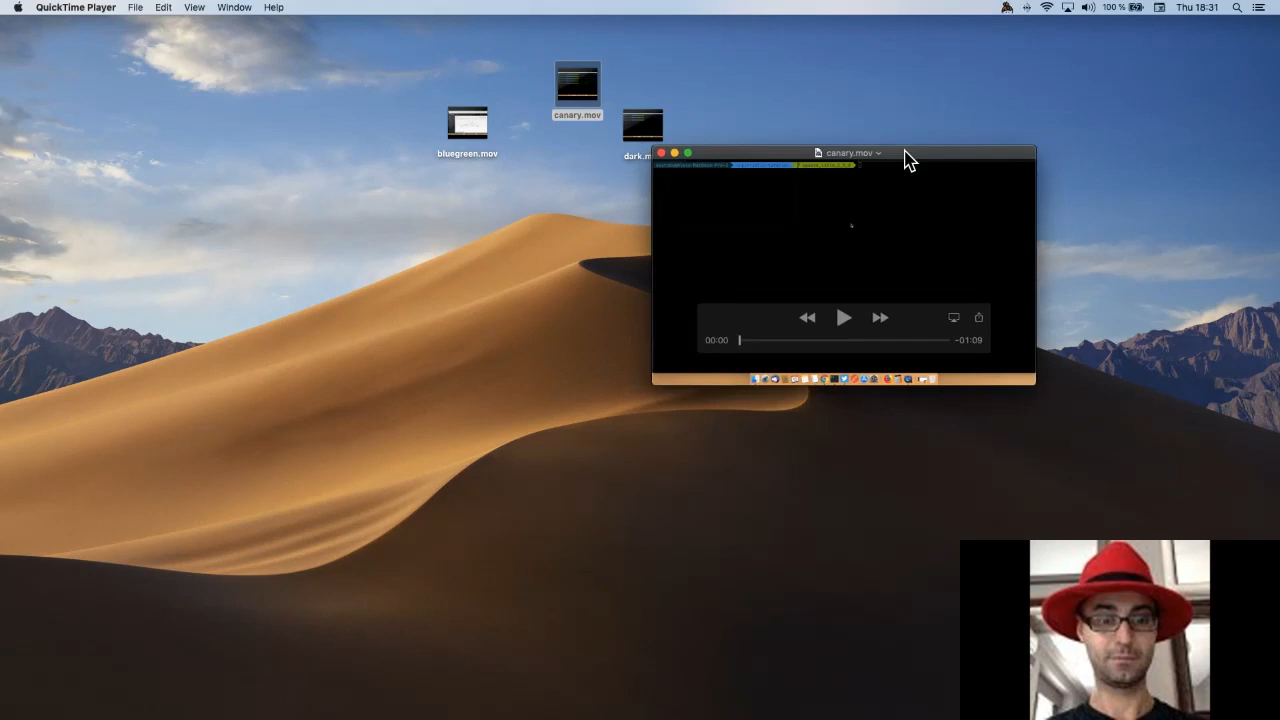 QuickTime Player File Edit View Window Help 100 % Thu 18:31
canary.mov
bluegreen.mov
dark.m
canary.mov
00:00 -01:09